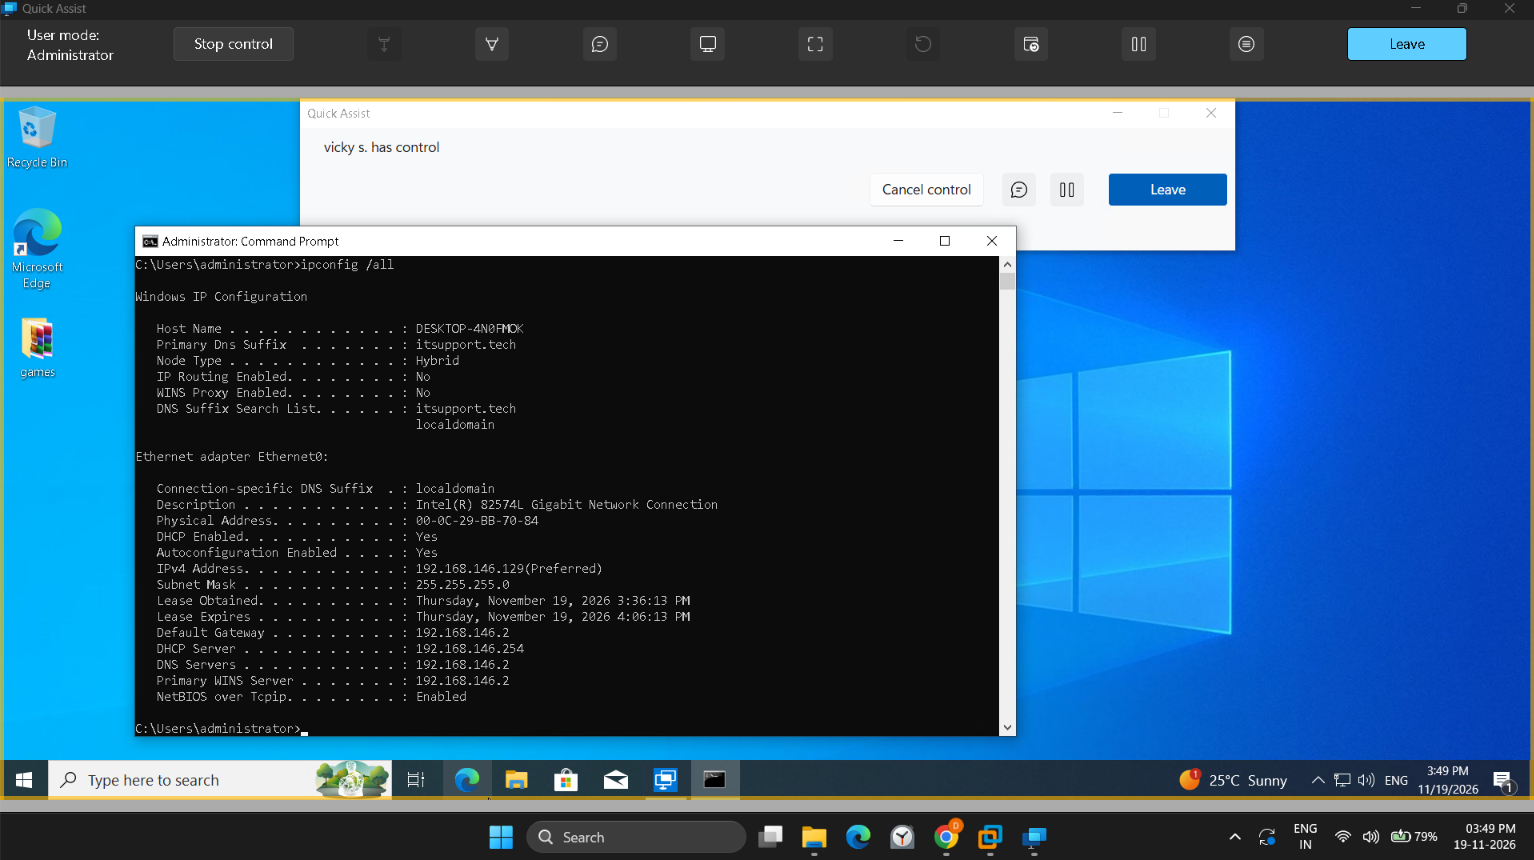 Quick Assist
User mode:
Administrator
Stop control
Leave
Quick Assist
vicky s. has control
Cancel control
Leave
Recycle Bin
Microsoft
Edge
games
Administrator: Command Prompt
C:\Users\administrator>ipconfig /all
Windows IP Configuration
Host Name . . . . . . . . . . . . : DESKTOP-4N0FMOK
Primary Dns Suffix  . . . . . . . : itsupport.tech
Node Type . . . . . . . . . . . . : Hybrid
IP Routing Enabled. . . . . . . . : No
WINS Proxy Enabled. . . . . . . . : No
DNS Suffix Search List. . . . . . : itsupport.tech
localdomain
Ethernet adapter Ethernet0:
Connection-specific DNS Suffix  . : localdomain
Description . . . . . . . . . . . : Intel(R) 82574L Gigabit Network Connection
Physical Address. . . . . . . . . : 00-0C-29-BB-70-84
DHCP Enabled. . . . . . . . . . . : Yes
Autoconfiguration Enabled . . . . : Yes
IPv4 Address. . . . . . . . . . . : 192.168.146.129(Preferred)
Subnet Mask . . . . . . . . . . . : 255.255.255.0
Lease Obtained. . . . . . . . . . : Thursday, November 19, 2026 3:36:13 PM
Lease Expires . . . . . . . . . . : Thursday, November 19, 2026 4:06:13 PM
Default Gateway . . . . . . . . . : 192.168.146.2
DHCP Server . . . . . . . . . . . : 192.168.146.254
DNS Servers . . . . . . . . . . . : 192.168.146.2
Primary WINS Server . . . . . . . : 192.168.146.2
NetBIOS over Tcpip. . . . . . . . : Enabled
C:\Users\administrator>
Type here to search
1
25°C Sunny
ENG
3:49 PM
11/19/2026
1
Search
D
ENG
IN
79%
03:49 PM
19-11-2026